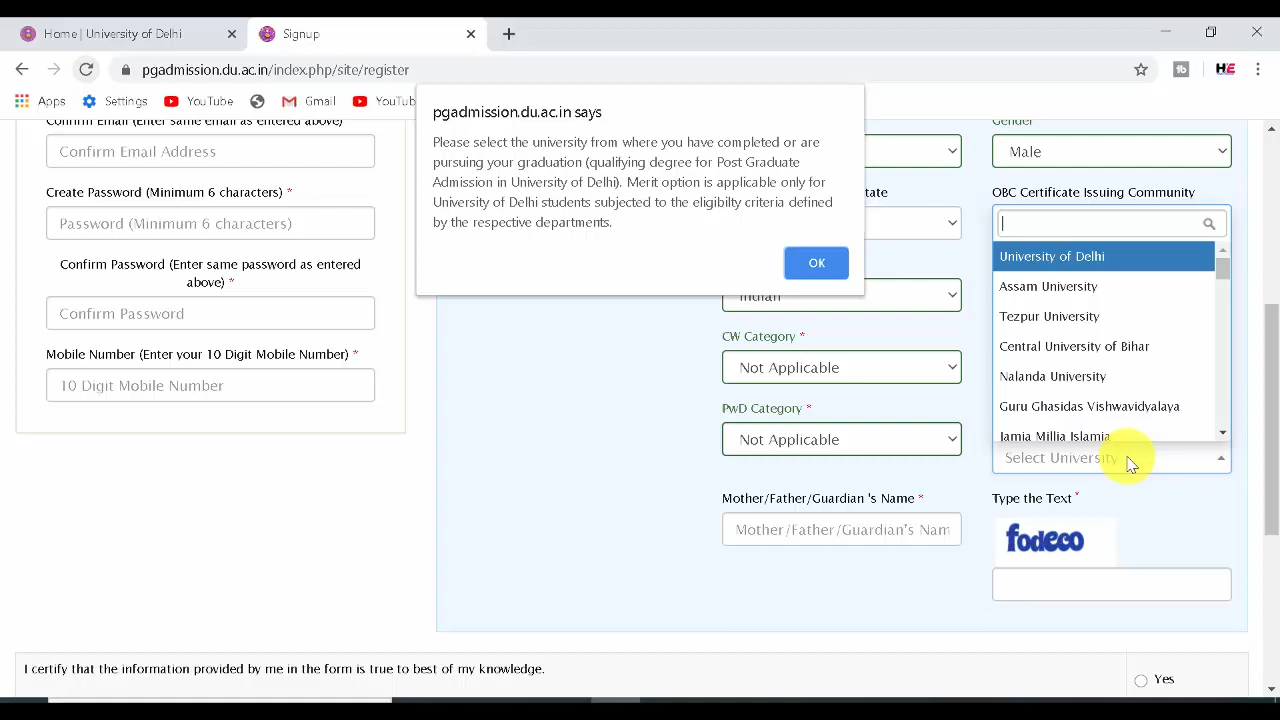 Home | University of Delhi
Signup
pgadmission.du.ac.in/index.php/site/register
Apps
Settings
YouTube
Gmail
YouTub
pgadmission.du.ac.in says
Please select the university from where you have completed or are
pursuing your graduation (qualifying degree for Post Graduate
Admission in University of Delhi). Merit option is applicable only for
University of Delhi students subjected to the eligibilty criteria defined
by the respective departments.
OK
Confirm Email (Enter same email as entered above)
Confirm Email Address
Create Password (Minimum 6 characters) *
Password (Minimum 6 characters)
Confirm Password (Enter same password as entered
above) *
Confirm Password
Mobile Number (Enter your 10 Digit Mobile Number) *
10 Digit Mobile Number
tate
Indian
CW Category *
Not Applicable
PwD Category *
Not Applicable
Mother/Father/Guardian 's Name *
Mother/Father/Guardian's Nam
Gender
Male
OBC Certificate Issuing Community
University of Delhi
Assam University
Tezpur University
Central University of Bihar
Nalanda University
Guru Ghasidas Vishwavidyalaya
Jamia Millia Islamia
Select University
Type the Text *
fodeco
I certify that the information provided by me in the form is true to best of my knowledge.
Yes